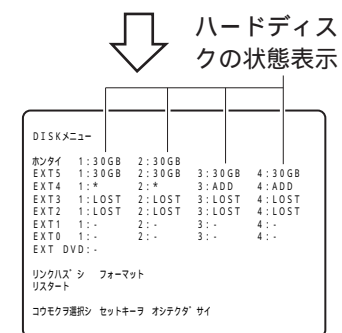 ハードディス
クの状態表示
DISKメニュー
ホンタイ 1:30GB 2:30GB
EXT5 1:30GB 2:30GB 3:30GB 4:30GB
EXT4 1:* 2:* 3:ADD 4:ADD
EXT3 1:LOST 2:LOST 3:LOST 4:LOST
EXT2 1:LOST 2:LOST 3:LOST 4:LOST
EXT1 1:- 2:- 3:- 4:-
EXT0 1:- 2:- 3:- 4:-
EXT DVD:-
リンクハズシ フォーマット
リスタート
コウモクヲ選択シ セットキーヲ オシテクダサイ